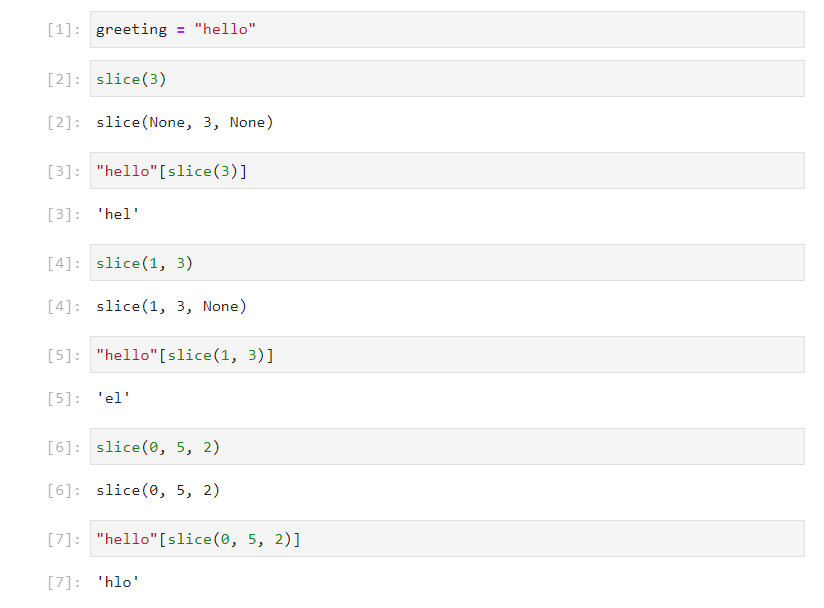 [1]: greeting = "hello"
[2]: slice(3)
[2]: slice(None, 3, None)
[3]: "hello"[slice(3)]
[3]: 'hel'
[4]: slice(1, 3)
[4]: slice(1, 3, None)
[5]: "hello"[slice(1, 3)]
[5]: 'el'
[6]: slice(0, 5, 2)
[6]: slice(0, 5, 2)
[7]: "hello"[slice(0, 5, 2)]
[7]: 'hlo'